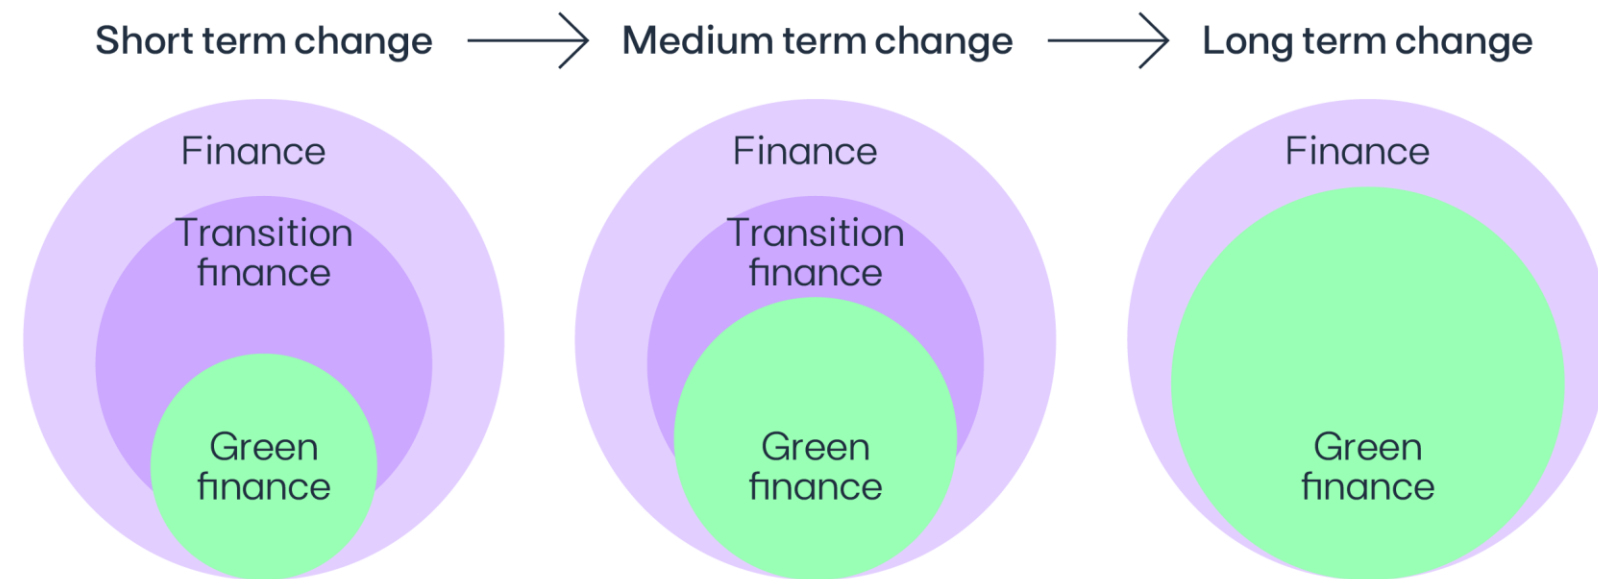 Short term change
Medium term change
Long term change
Finance
Transition
finance
Green
finance
Finance
Transition
finance
Green
finance
Finance
Green
finance